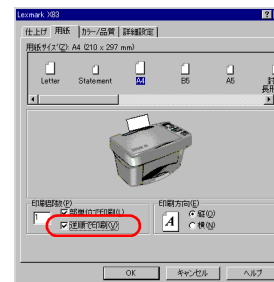 Lexmark X83
仕上げ 用紙 カラー/品質 詳細設定
用紙サイズ(Z): A4 (210 x 297 mm)
Letter Statement A4 B5 A5
印刷部数(P)
1
部単位で印刷(L)
逆順で印刷(V)
印刷方向(E)
A
縦(O)
横(N)
OK キャンセル ヘルプ